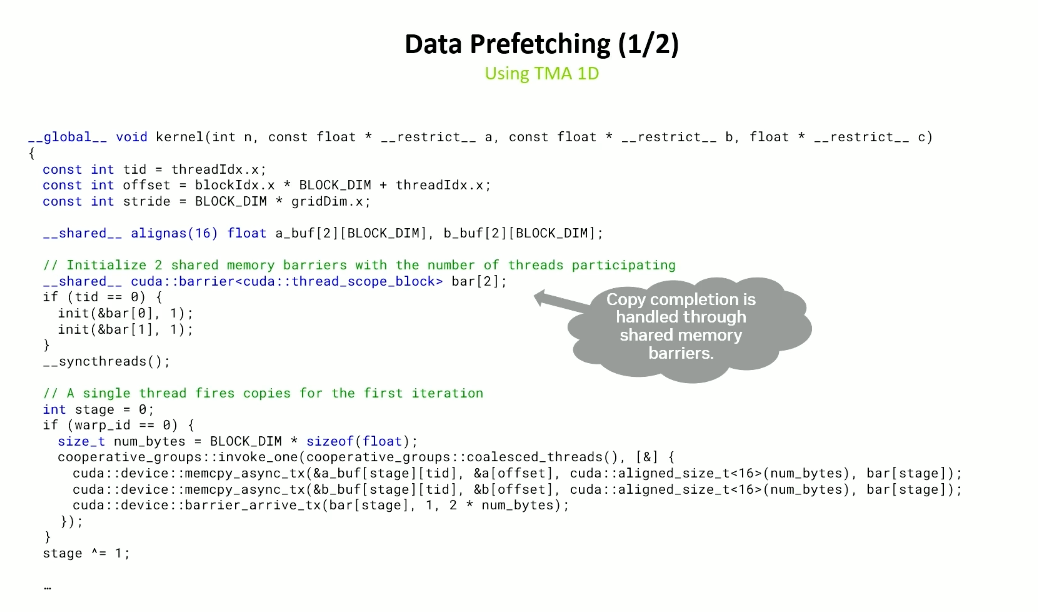 Data Prefetching (1/2)
Using TMA 1D
__global__ void kernel(int n, const float * __restrict__ a, const float * __restrict__ b, float * __restrict__ c)
{
  const int tid = threadIdx.x;
  const int offset = blockIdx.x * BLOCK_DIM + threadIdx.x;
  const int stride = BLOCK_DIM * gridDim.x;
  __shared__ alignas(16) float a_buf[2][BLOCK_DIM], b_buf[2][BLOCK_DIM];
  // Initialize 2 shared memory barriers with the number of threads participating
  __shared__ cuda::barrier<cuda::thread_scope_block> bar[2];
  if (tid == 0) {
    init(&bar[0], 1);
    init(&bar[1], 1);
  }
  __syncthreads();
Copy completion is
handled through
shared memory
barriers.
  // A single thread fires copies for the first iteration
  int stage = 0;
  if (warp_id == 0) {
    size_t num_bytes = BLOCK_DIM * sizeof(float);
    cooperative_groups::invoke_one(cooperative_groups::coalesced_threads(), [&] {
      cuda::device::memcpy_async_tx(&a_buf[stage][tid], &a[offset], cuda::aligned_size_t<16>(num_bytes), bar[stage]);
      cuda::device::memcpy_async_tx(&b_buf[stage][tid], &b[offset], cuda::aligned_size_t<16>(num_bytes), bar[stage]);
      cuda::device::barrier_arrive_tx(bar[stage], 1, 2 * num_bytes);
    });
  }
  stage ^= 1;
  …